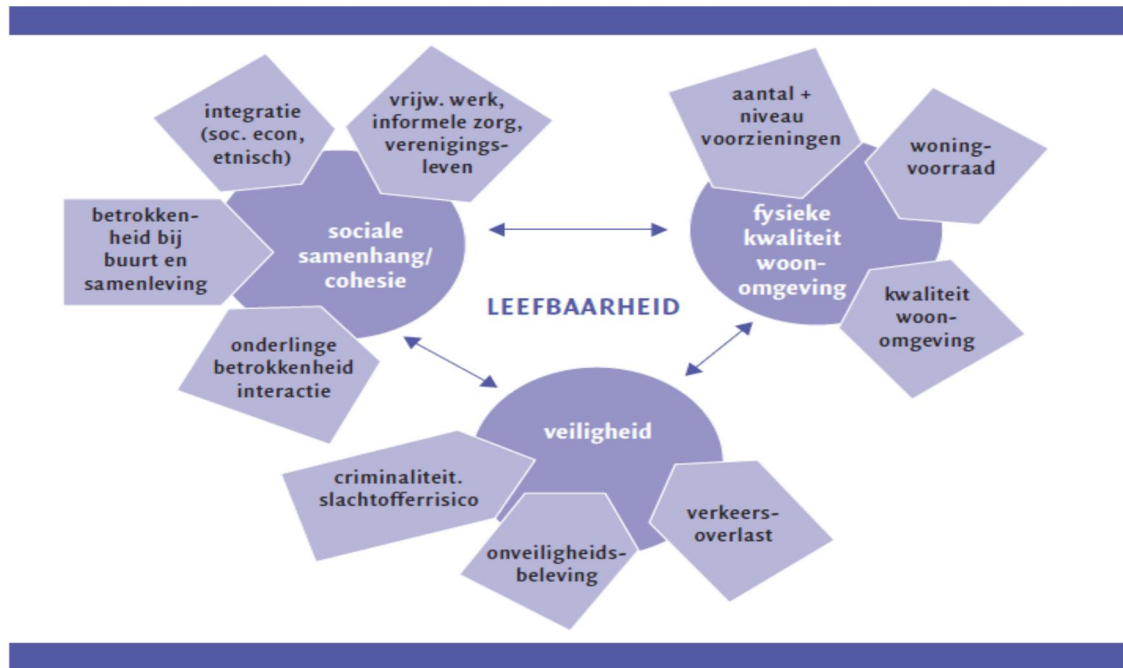 integratie
(soc. econ,
etnisch)
vrijw. werk,
informele zorg,
verenigings-
leven
betrokken-
heid bij
buurt en
samenleving
sociale
samenhang/
cohesie
onderlinge
betrokkenheid
interactie
aantal +
niveau
voorzieningen
woning-
voorraad
fysieke
kwaliteit
woon-
omgeving
kwaliteit
woon-
omgeving
LEEFBAARHEID
veiligheid
criminaliteit.
slachtofferrisico
onveiligheids-
beleving
verkeers-
overlast